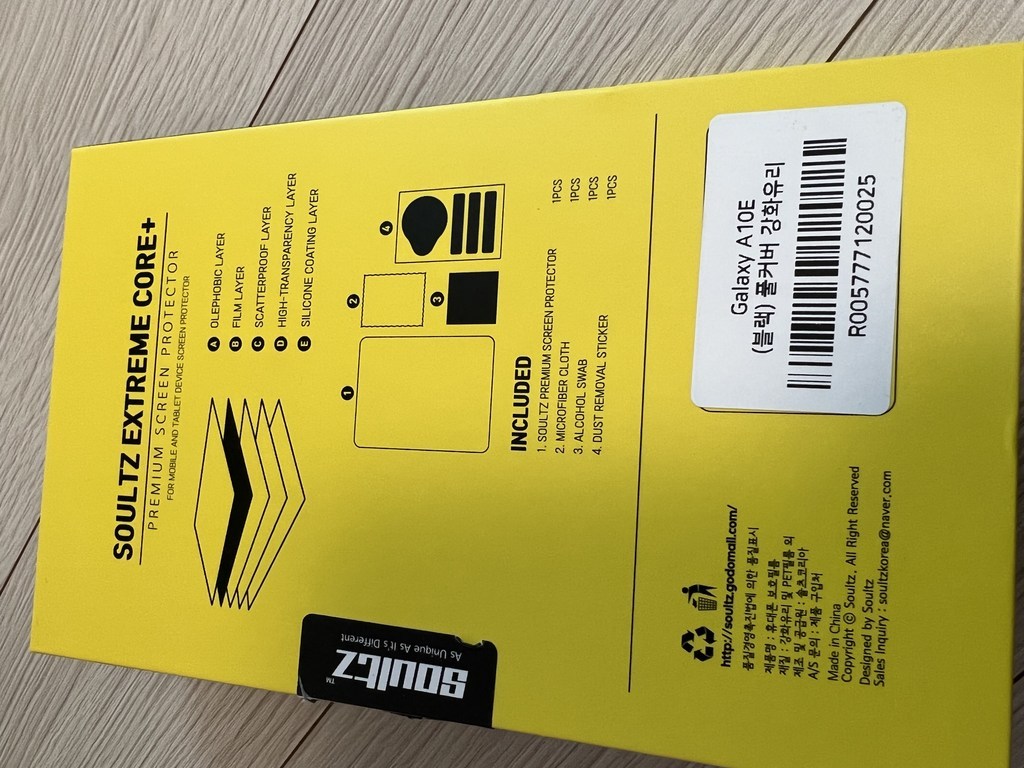 SOULTZ EXTREME CORE+
PREMIUM SCREEN PROTECTOR
FOR MOBILE AND TABLET DEVICE SCREEN PROTECTOR
A OLEPHOBIC LAYER
B FILM LAYER
C SCATTERPROOF LAYER
D HIGH-TRANSPARENCY LAYER
E SILICONE COATING LAYER
1
2
3
4
INCLUDED
1. SOULTZ PREMIUM SCREEN PROTECTOR 1PCS
2. MICROFIBER CLOTH 1PCS
3. ALCOHOL SWAB 1PCS
4. DUST REMOVAL STICKER 1PCS
http://soultz.godomall.com/
품질경영촉진법에 의한 품질표시
제품명 : 휴대폰 보호필름
재질 : 강화유리 및 PET필름 외
제조 및 공급원 : 솔츠코리아
A/S 문의 : 제품 구입처
Made in China
Copyright © Soultz. All Right Reserved
Designed by Soultz
Sales Inquiry : soultzkorea@naver.com
Galaxy A10E
(블랙) 풀커버 강화유리
R005777120025
soultz™
As Unique As It's Different